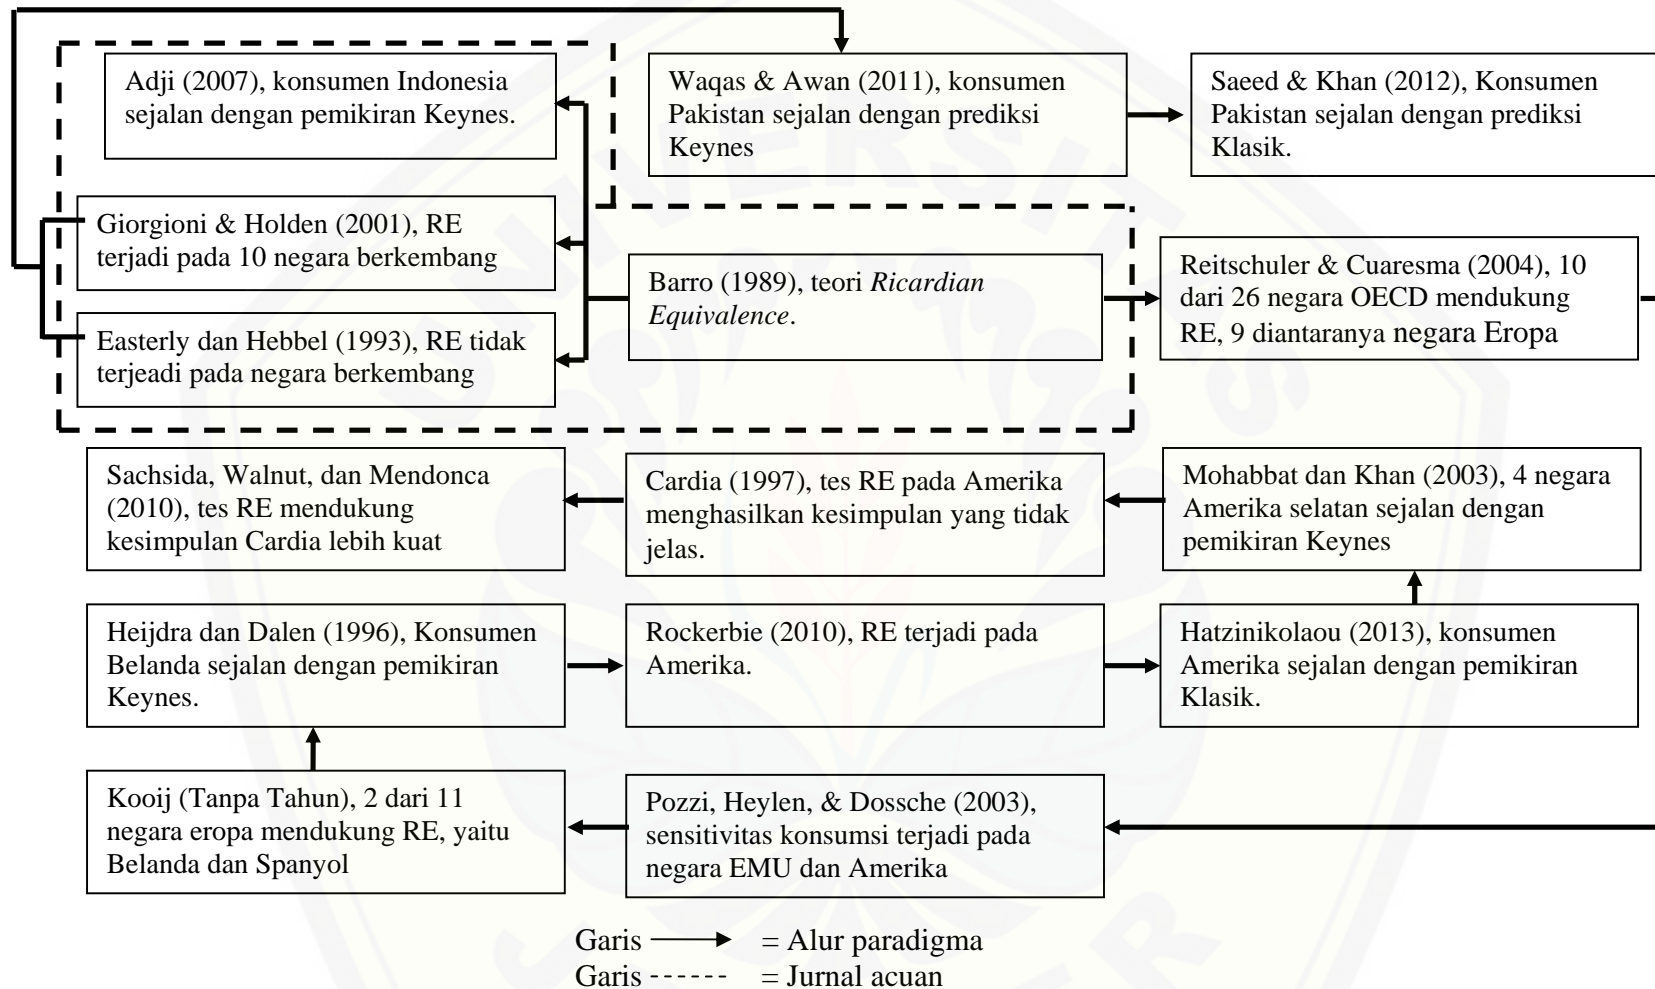 Adji (2007), konsumen Indonesia
sejalan dengan pemikiran Keynes.
Waqas & Awan (2011), konsumen
Pakistan sejalan dengan prediksi
Keynes
Saeed & Khan (2012), Konsumen
Pakistan sejalan dengan prediksi
Klasik.
Giorgioni & Holden (2001), RE
terjadi pada 10 negara berkembang
Barro (1989), teori Ricardian
Equivalence.
Reitschuler & Cuaresma (2004), 10
dari 26 negara OECD mendukung
RE, 9 diantaranya negara Eropa
Easterly dan Hebbel (1993), RE tidak
terjeadi pada negara berkembang
Sachsida, Walnut, dan Mendonca
(2010), tes RE mendukung
kesimpulan Cardia lebih kuat
Cardia (1997), tes RE pada Amerika
menghasilkan kesimpulan yang tidak
jelas.
Mohabbat dan Khan (2003), 4 negara
Amerika selatan sejalan dengan
pemikiran Keynes
Heijdra dan Dalen (1996), Konsumen
Belanda sejalan dengan pemikiran
Keynes.
Rockerbie (2010), RE terjadi pada
Amerika.
Hatzinikolaou (2013), konsumen
Amerika sejalan dengan pemikiran
Klasik.
Kooij (Tanpa Tahun), 2 dari 11
negara eropa mendukung RE, yaitu
Belanda dan Spanyol
Pozzi, Heylen, & Dossche (2003),
sensitivitas konsumsi terjadi pada
negara EMU dan Amerika
Garis = Alur paradigma
Garis ------ = Jurnal acuan
UNIVERSITAS